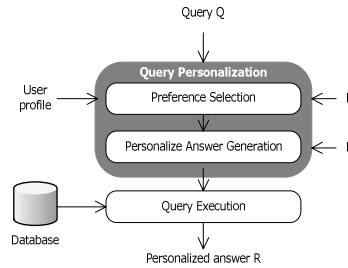 Query Q
Query Personalization
User
profile
Preference Selection
Personalize Answer Generation
Query Execution
Database
Personalized answer R